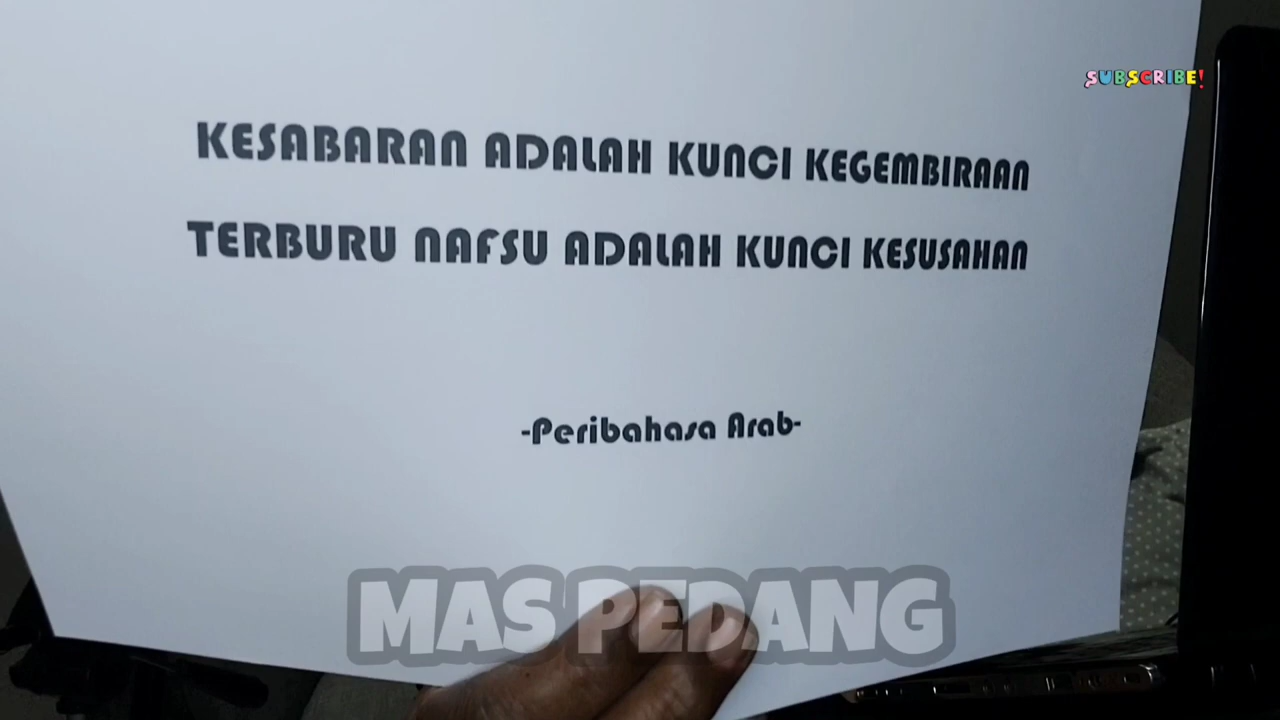 SUBSCRIBE!
KESABARAN ADALAH KUNCI KEGEMBIRAAN
TERBURU NAFSU ADALAH KUNCI KESUSAHAN
-Peribahasa Arab-
MAS PEDANG